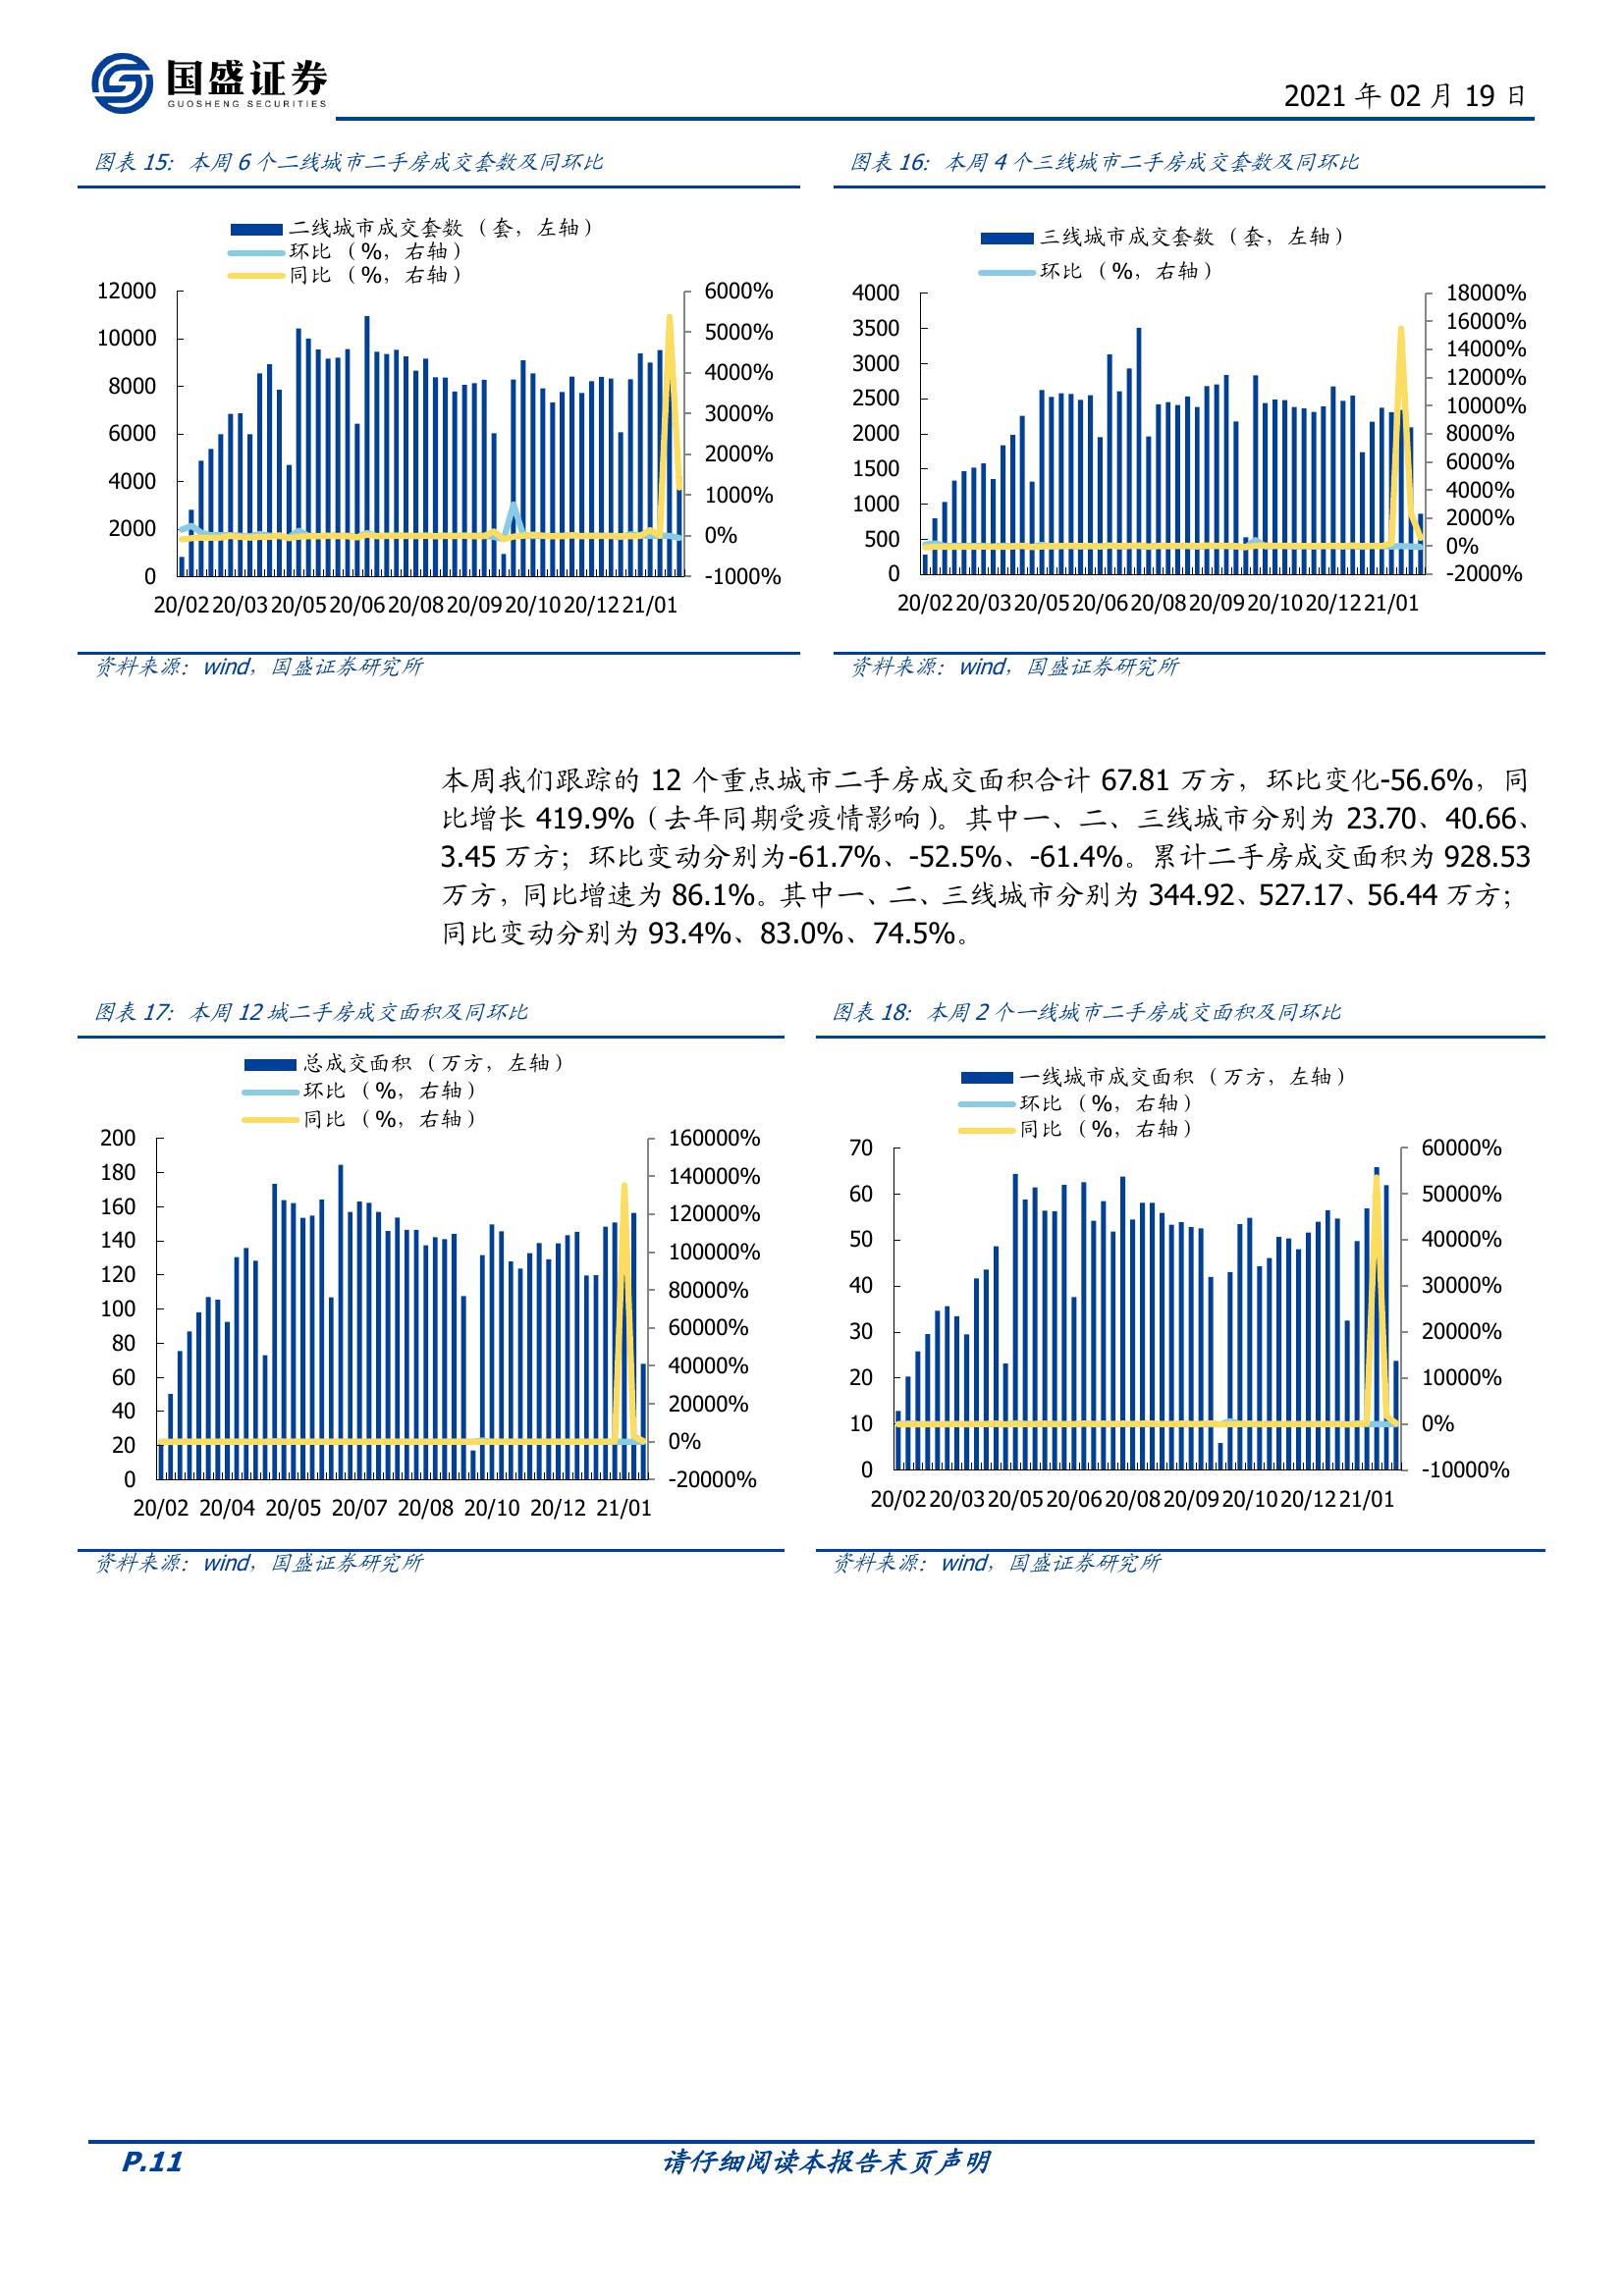 国盛证券
GUOSHENG SECURITIES
2021 年 02 月 19 日
图表 15：本周 6 个二线城市二手房成交套数及同环比
二线城市成交套数（套，左轴）
环比（%，右轴）
同比（%，右轴）
12000
10000
8000
6000
4000
2000
0
6000%
5000%
4000%
3000%
2000%
1000%
0%
-1000%
20/02 20/03 20/05 20/06 20/08 20/09 20/10 20/12 21/01
资料来源：wind，国盛证券研究所
图表 16：本周 4 个三线城市二手房成交套数及同环比
三线城市成交套数（套，左轴）
环比（%，右轴）
4000
3500
3000
2500
2000
1500
1000
500
0
18000%
16000%
14000%
12000%
10000%
8000%
6000%
4000%
2000%
0%
-2000%
20/02 20/03 20/05 20/06 20/08 20/09 20/10 20/12 21/01
资料来源：wind，国盛证券研究所
本周我们跟踪的 12 个重点城市二手房成交面积合计 67.81 万方，环比变化-56.6%，同
比增长 419.9%（去年同期受疫情影响）。其中一、二、三线城市分别为 23.70、40.66、
3.45 万方；环比变动分别为-61.7%、-52.5%、-61.4%。累计二手房成交面积为 928.53
万方，同比增速为 86.1%。其中一、二、三线城市分别为 344.92、527.17、56.44 万方；
同比变动分别为 93.4%、83.0%、74.5%。
图表 17：本周 12 城二手房成交面积及同环比
总成交面积（万方，左轴）
环比（%，右轴）
同比（%，右轴）
200
180
160
140
120
100
80
60
40
20
0
160000%
140000%
120000%
100000%
80000%
60000%
40000%
20000%
0%
-20000%
20/02 20/04 20/05 20/07 20/08 20/10 20/12 21/01
资料来源：wind，国盛证券研究所
图表 18：本周 2 个一线城市二手房成交面积及同环比
一线城市成交面积（万方，左轴）
环比（%，右轴）
同比（%，右轴）
70
60
50
40
30
20
10
0
60000%
50000%
40000%
30000%
20000%
10000%
0%
-10000%
20/02 20/03 20/05 20/06 20/08 20/09 20/10 20/12 21/01
资料来源：wind，国盛证券研究所
P.11
请仔细阅读本报告末页声明